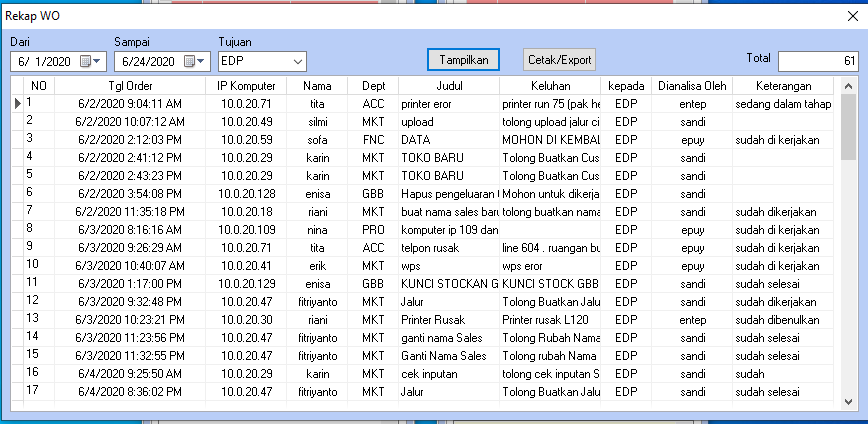 Rekap WO
Dari Sampai Tujuan
6/ 1/2020 6/24/2020 EDP Tampilkan Cetak/Export Total 61
NO Tgl Order IP Komputer Nama Dept Judul Keluhan kepada Dianalisa Oleh Keterangan
1 6/2/2020 9:04:11 AM 10.0.20.71 tita ACC printer eror printer run 75 (pak he EDP entep sedang dalam tahap
2 6/2/2020 10:07:12 AM 10.0.20.49 silmi MKT upload tolong upload jalur ci EDP sandi
3 6/2/2020 2:12:03 PM 10.0.20.59 sofa FNC DATA MOHON DI KEMBAL EDP epuy sudah di kerjakan
4 6/2/2020 2:41:12 PM 10.0.20.29 karin MKT TOKO BARU Tolong Buatkan Cus EDP sandi
5 6/2/2020 2:43:23 PM 10.0.20.29 karin MKT TOKO BARU Tolong Buatkan Cus EDP sandi
6 6/2/2020 3:54:08 PM 10.0.20.128 enisa GBB Hapus pengeluaran Mohon untuk dikerja EDP sandi
7 6/2/2020 11:35:18 PM 10.0.20.18 riani MKT buat nama sales baru tolong buatkan nama EDP sandi sudah dikerjakan
8 6/3/2020 8:16:16 AM 10.0.20.109 nina PRO komputer ip 109 dan EDP epuy sudah di kerjakan
9 6/3/2020 9:26:29 AM 10.0.20.71 tita ACC telpon rusak line 604 . ruangan bu EDP epuy sudah di kerjakan
10 6/3/2020 10:40:07 AM 10.0.20.41 erik MKT wps wps eror EDP epuy sudah di kerjakan
11 6/3/2020 1:17:00 PM 10.0.20.129 enisa GBB KUNCI STOCKAN G KUNCI STOCK GBB EDP sandi sudah selesai
12 6/3/2020 9:32:48 PM 10.0.20.47 fitriyanto MKT Jalur Tolong Buatkan Jalu EDP sandi sudah dikerjakan
13 6/3/2020 10:23:21 PM 10.0.20.30 riani MKT Printer Rusak Printer rusak L120 EDP entep sudah dibenulkan
14 6/3/2020 11:23:56 PM 10.0.20.47 fitriyanto MKT ganti nama Sales Tolong Rubah Nama EDP sandi sudah selesai
15 6/3/2020 11:32:55 PM 10.0.20.47 fitriyanto MKT Ganti Nama Sales Tolong rubah Nama EDP sandi sudah selesai
16 6/4/2020 9:25:50 AM 10.0.20.29 karin MKT cek inputan tolong cek inputan S EDP sandi sudah
17 6/4/2020 8:36:02 PM 10.0.20.47 fitriyanto MKT Jalur Tolong Buatkan Jalu EDP sandi sudah selesai